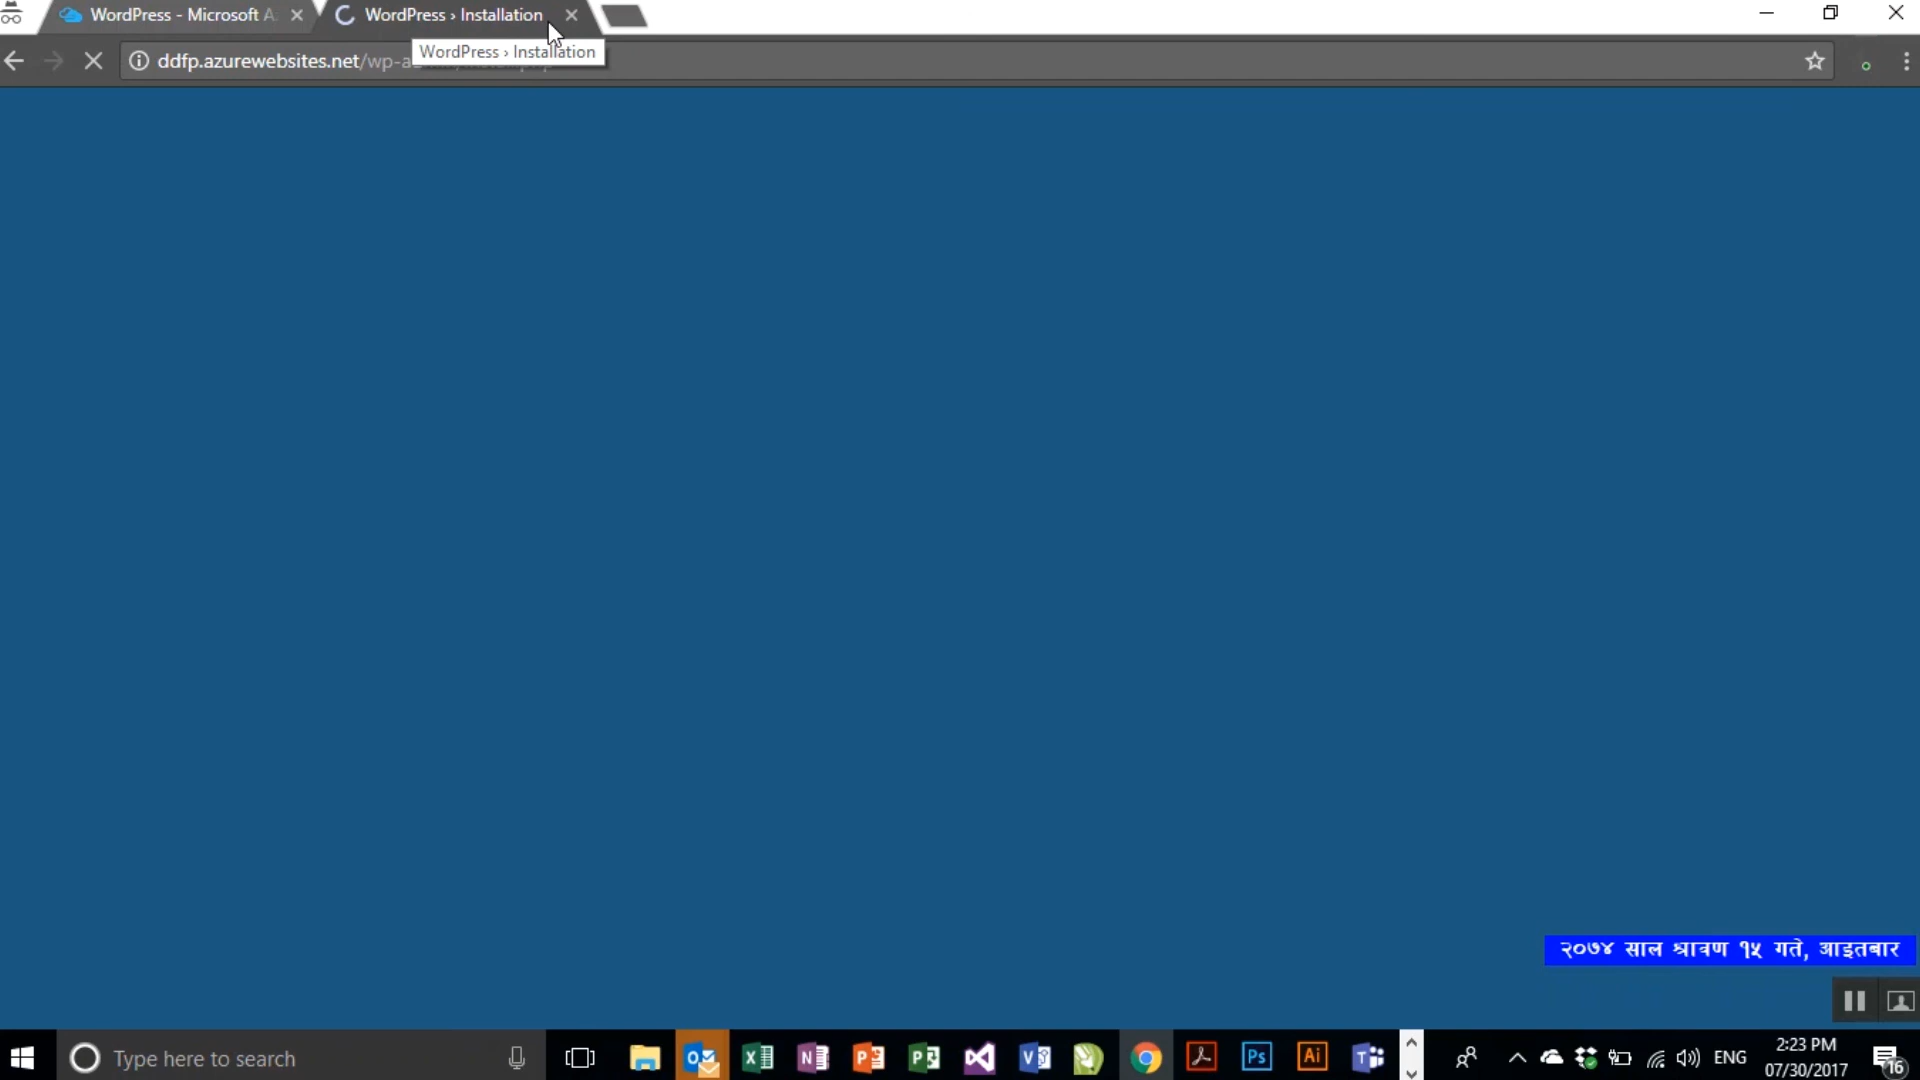 WordPress - Microsoft A
WordPress › Installation
ddfp.azurewebsites.net/wp-a
WordPress › Installation
२०७४ साल श्रावण १५ गते, आइतबार
Type here to search
ENG
2:23 PM
07/30/2017
16